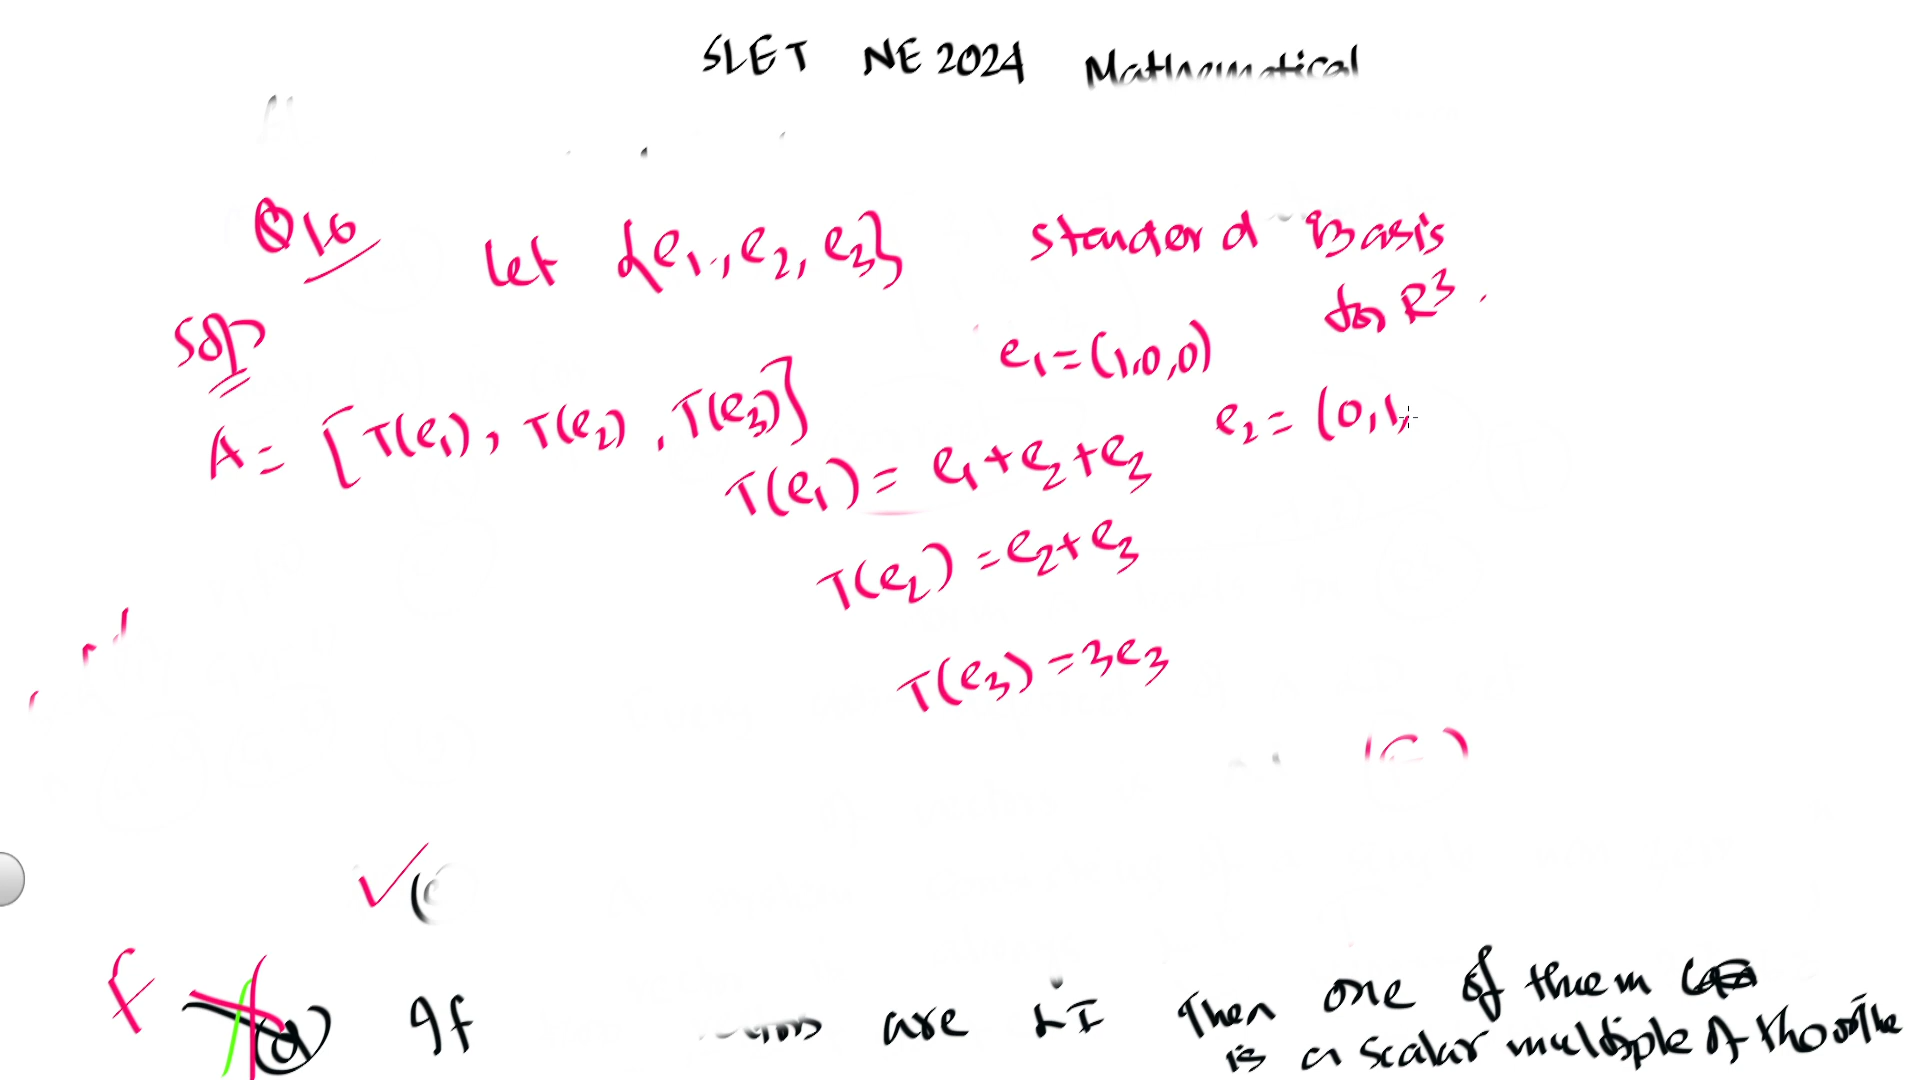 SLET NE 2024 Mathematical
Q16 Let {e₁, e₂, e₃} standard Basis
for R³.
Sol
e₁=(1,0,0)
A= [T(e₁), T(e₂), T(e₃)]
e₂= (0,1,
T(e₁)= e₁+e₂+e₃
T(e₂) =e₂+e₃
T(e₃) =3e₃
✓(c
f (d) If are LI Then one of them
is a scalar multiple of